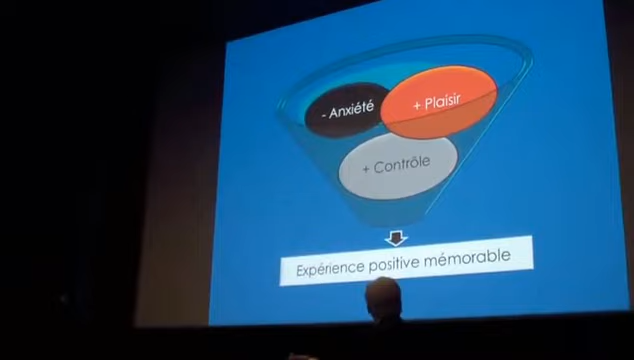 - Anxiété
+ Plaisir
+ Contrôle
Expérience positive mémorable